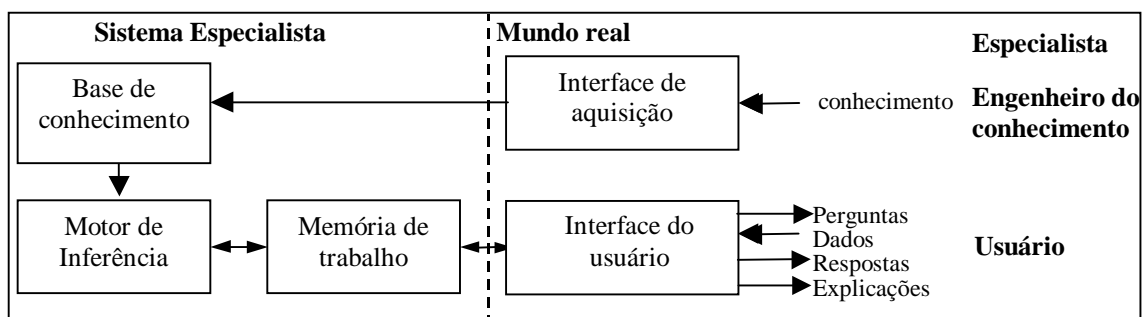 Sistema Especialista
Mundo real
Especialista
Base de
conhecimento
Interface de
aquisição
conhecimento
Engenheiro do
conhecimento
Motor de
Inferência
Memória de
trabalho
Interface do
usuário
Perguntas
Dados
Respostas
Explicações
Usuário